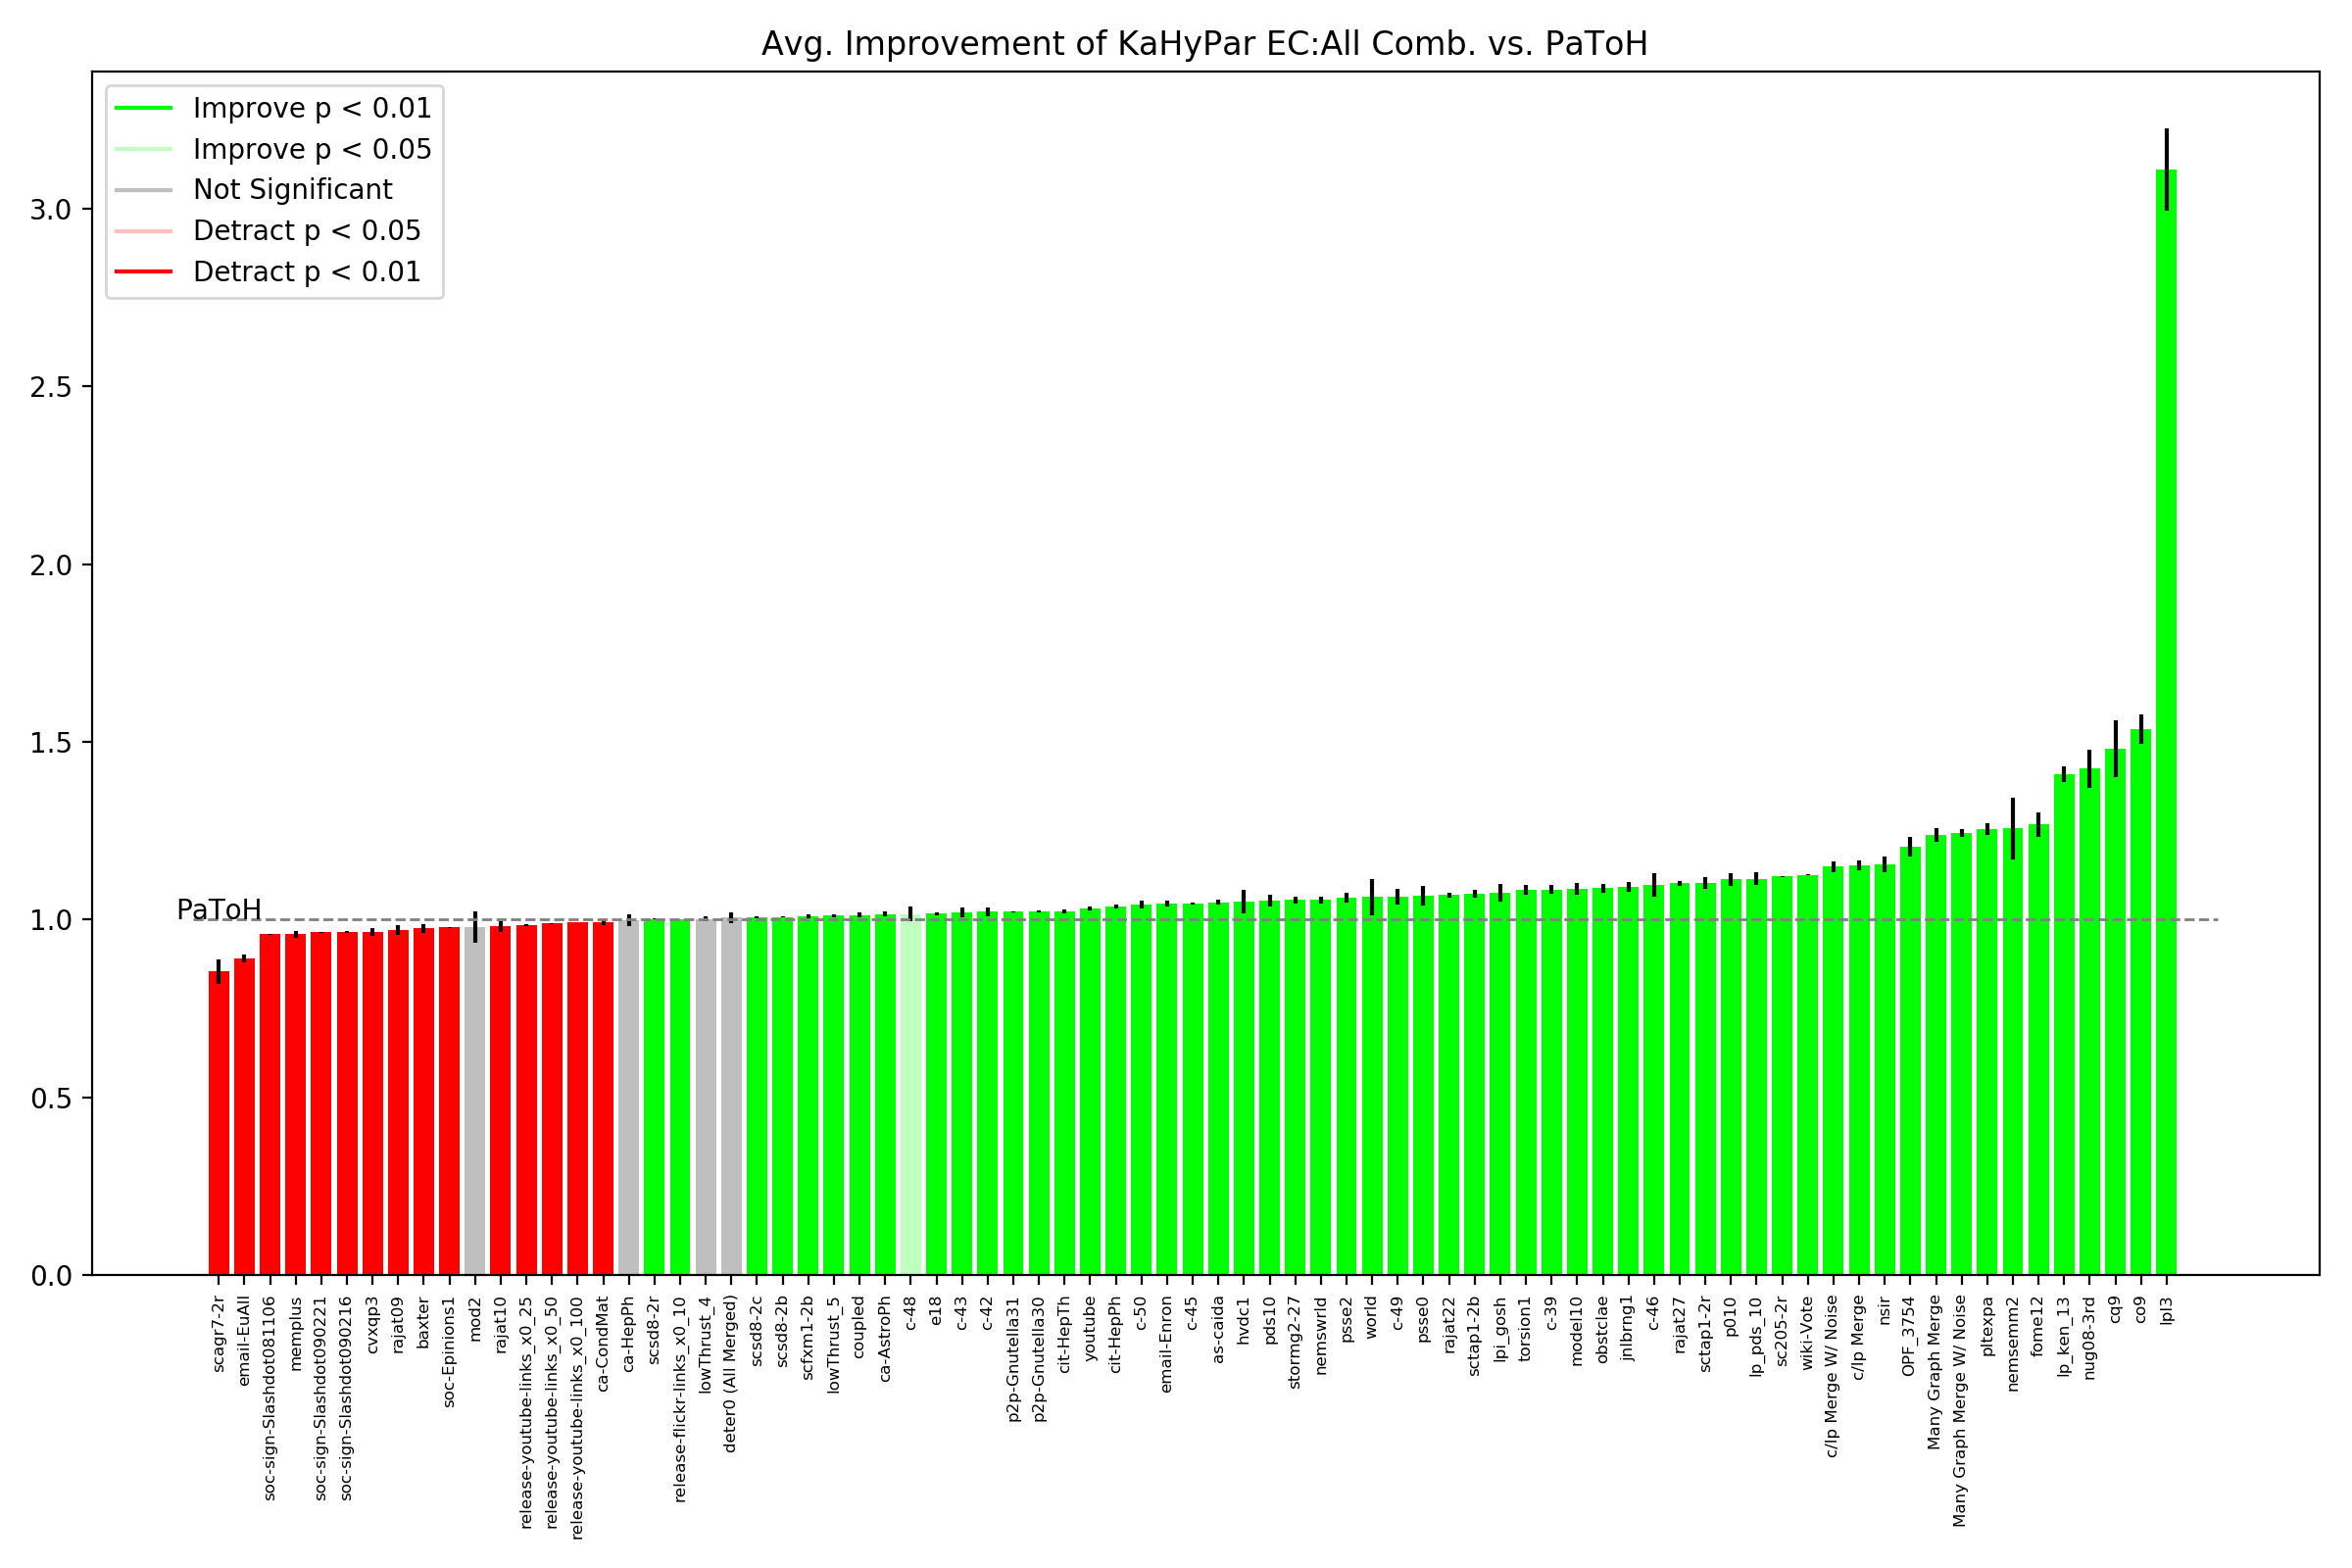 Avg. Improvement of KaHyPar EC:All Comb. vs. PaToH
Improve p < 0.01
Improve p < 0.05
Not Significant
Detract p < 0.05
Detract p < 0.01
3.0
2.5
2.0
1.5
1.0
0.5
0.0
PaToH
scagr7-2r
email-EuAll
soc-sign-Slashdot081106
memplus
soc-sign-Slashdot090221
soc-sign-Slashdot090216
cvxqp3
rajat09
baxter
soc-Epinions1
mod2
rajat10
release-youtube-links_x0_25
release-youtube-links_x0_50
release-youtube-links_x0_100
ca-CondMat
ca-HepPh
scsd8-2r
release-flickr-links_x0_10
lowThrust_4
deter0 (All Merged)
scsd8-2c
scsd8-2b
scfxm1-2b
lowThrust_5
coupled
ca-AstroPh
c-48
e18
c-43
c-42
p2p-Gnutella31
p2p-Gnutella30
cit-HepTh
youtube
cit-HepPh
c-50
email-Enron
c-45
as-caida
hvdc1
pds10
stormg2-27
nemswrld
psse2
world
c-49
psse0
rajat22
sctap1-2b
lpi_gosh
torsion1
c-39
model10
obstclae
jnlbrng1
c-46
rajat27
sctap1-2r
p010
lp_pds_10
sc205-2r
wiki-Vote
c/lp Merge W/ Noise
c/lp Merge
nsir
OPF_3754
Many Graph Merge
Many Graph Merge W/ Noise
pltexpa
nemsemm2
fome12
lp_ken_13
nug08-3rd
cq9
co9
lpl3